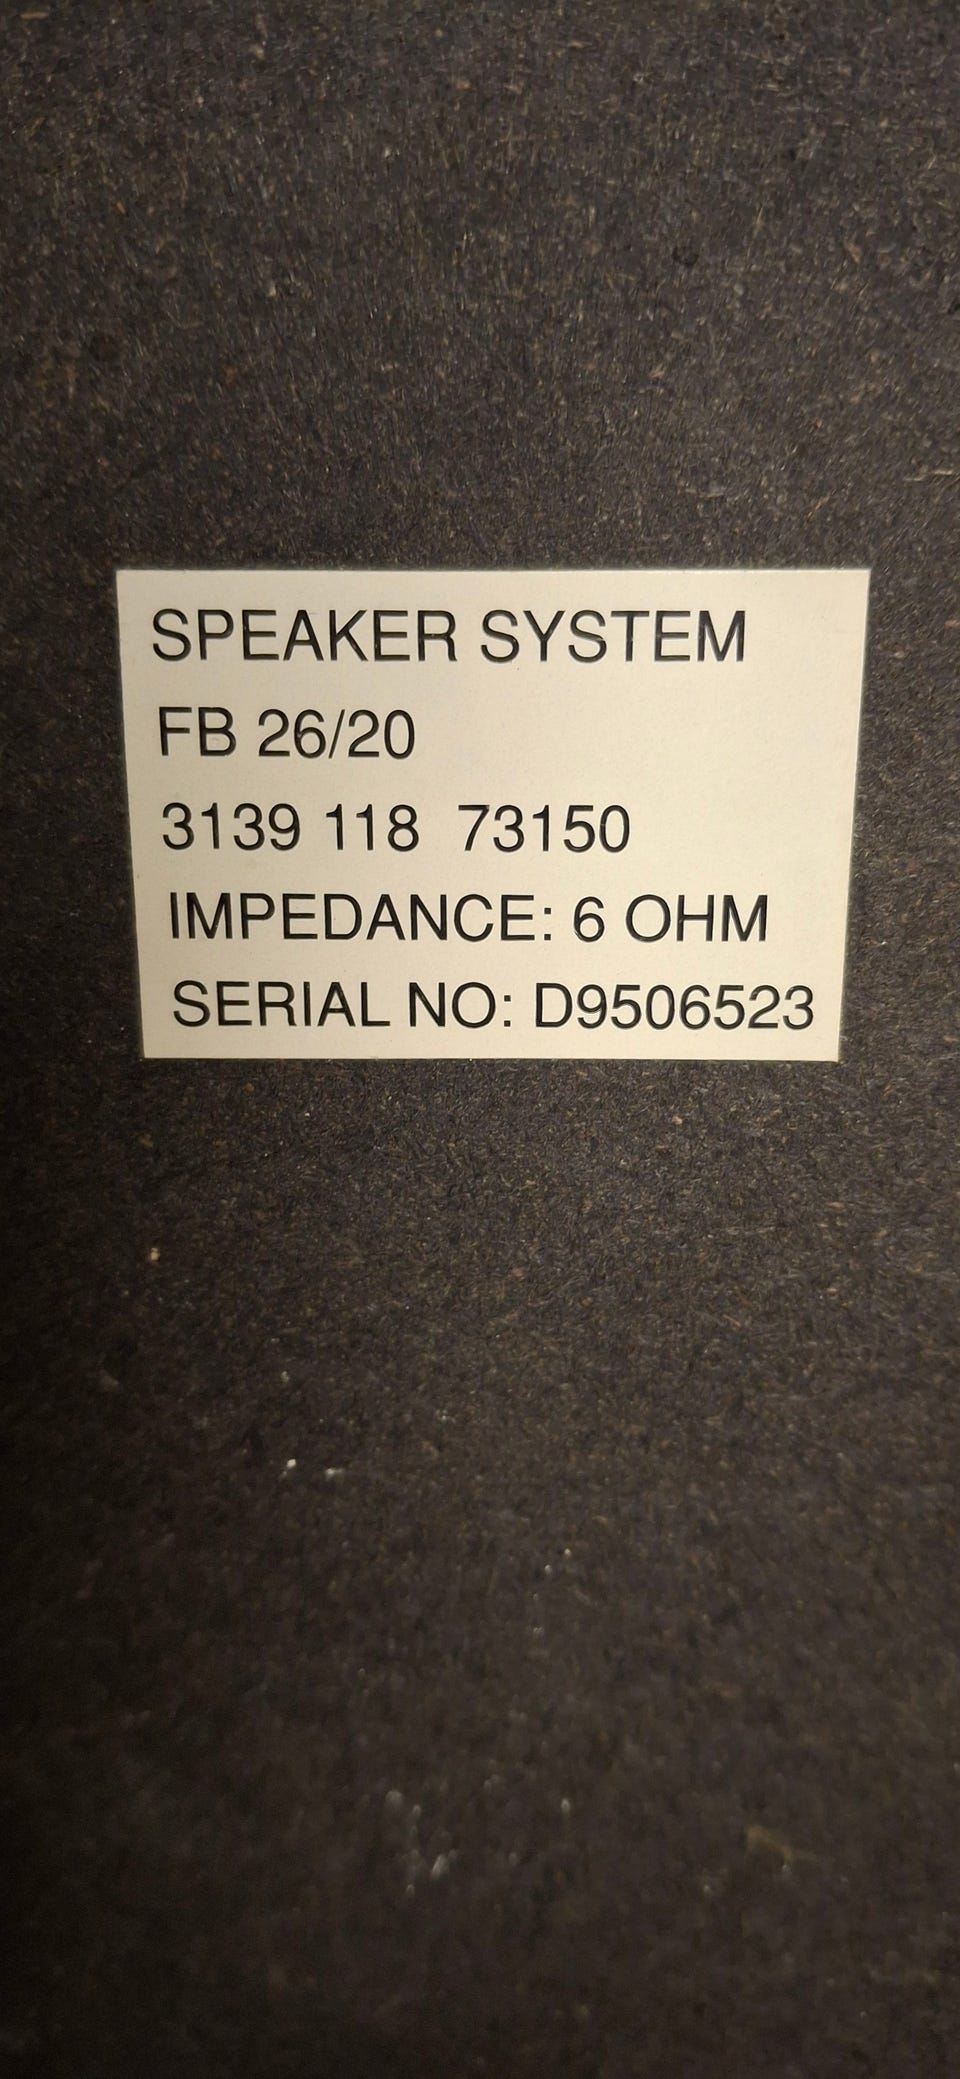 SPEAKER SYSTEM
FB 26/20
3139 118 73150
IMPEDANCE: 6 OHM
SERIAL NO: D9506523